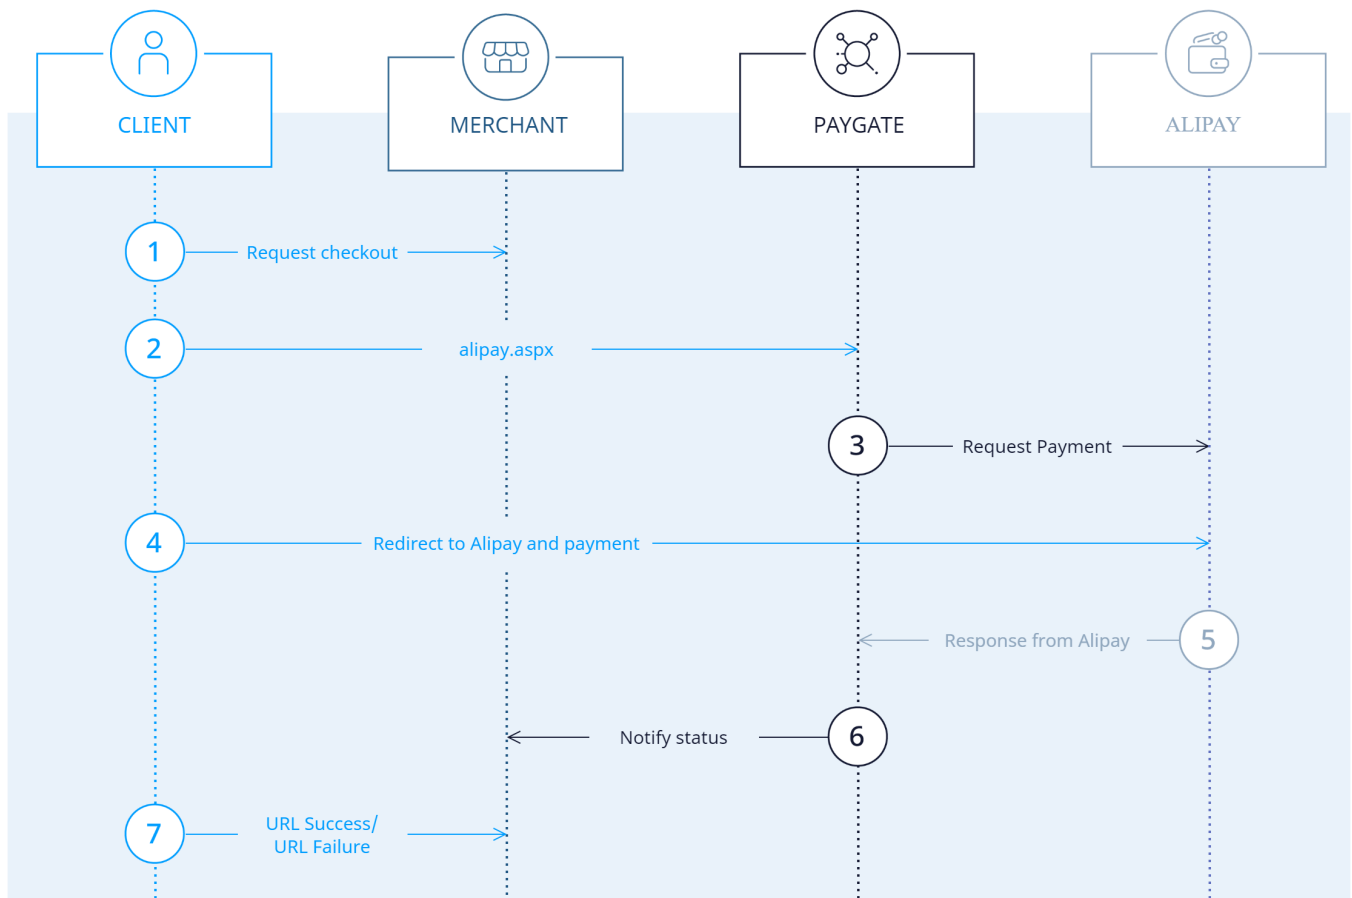 CLIENT
MERCHANT
PAYGATE
ALIPAY
1
Request checkout
2
alipay.aspx
3
Request Payment
4
Redirect to Alipay and payment
Response from Alipay
5
Notify status
6
7
URL Success/
URL Failure